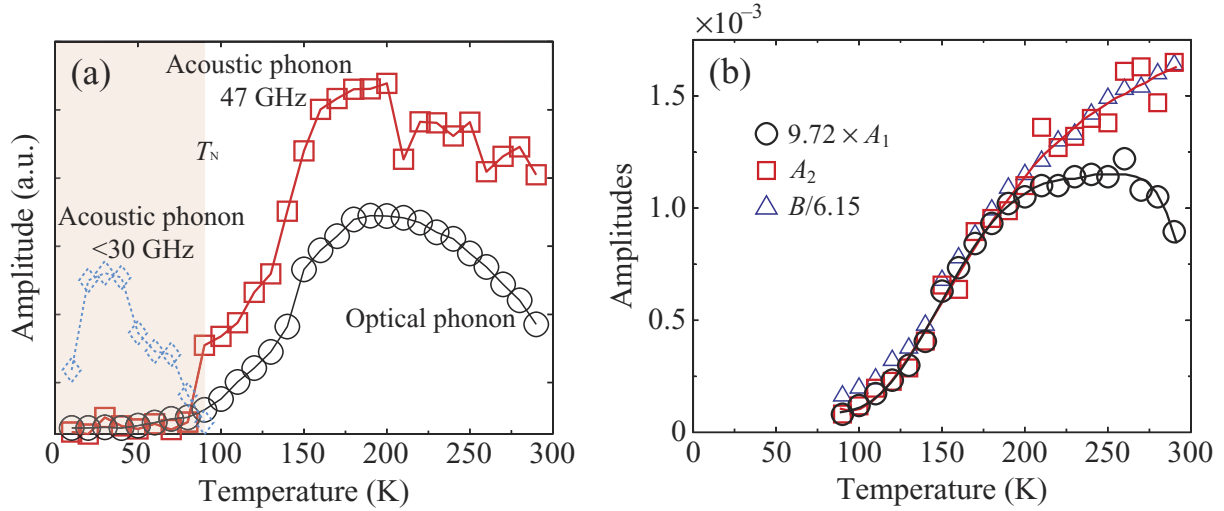 (a)
Acoustic phonon
47 GHz
T_N
Acoustic phonon
<30 GHz
Optical phonon
Amplitude (a.u.)
0 50 100 150 200 250 300
Temperature (K)
×10⁻³
(b)
9.72 × A₁
A₂
B/6.15
Amplitudes
1.5
1.0
0.5
0
0 50 100 150 200 250 300
Temperature (K)